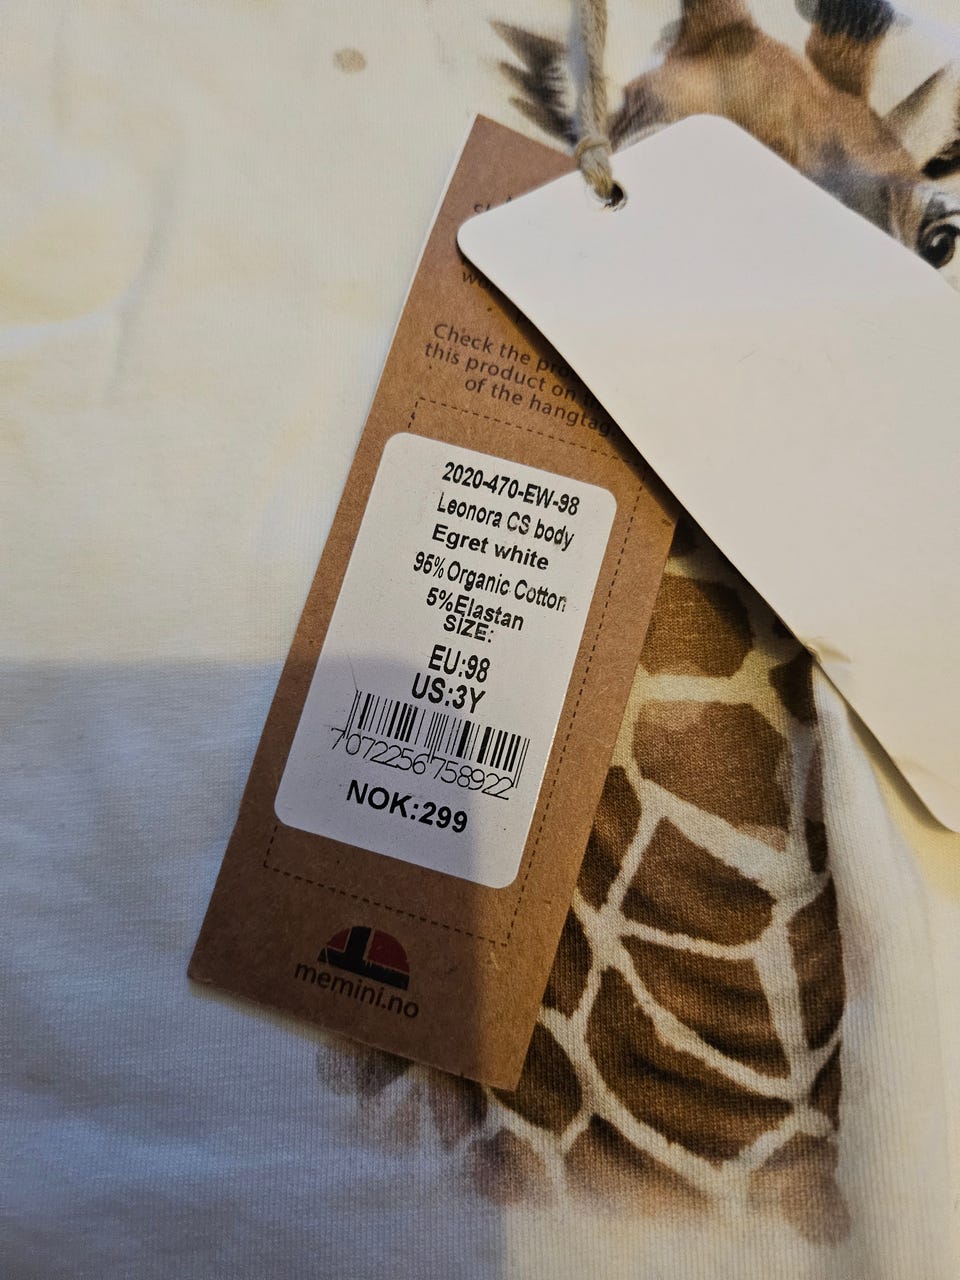 Check the
this product on
of the hangtag
2020-470-EW-98
Leonora CS body
Egret white
95% Organic Cotton
5%Elastan
SIZE:
EU:98
US:3Y
7072256758922
NOK:299
memini.no